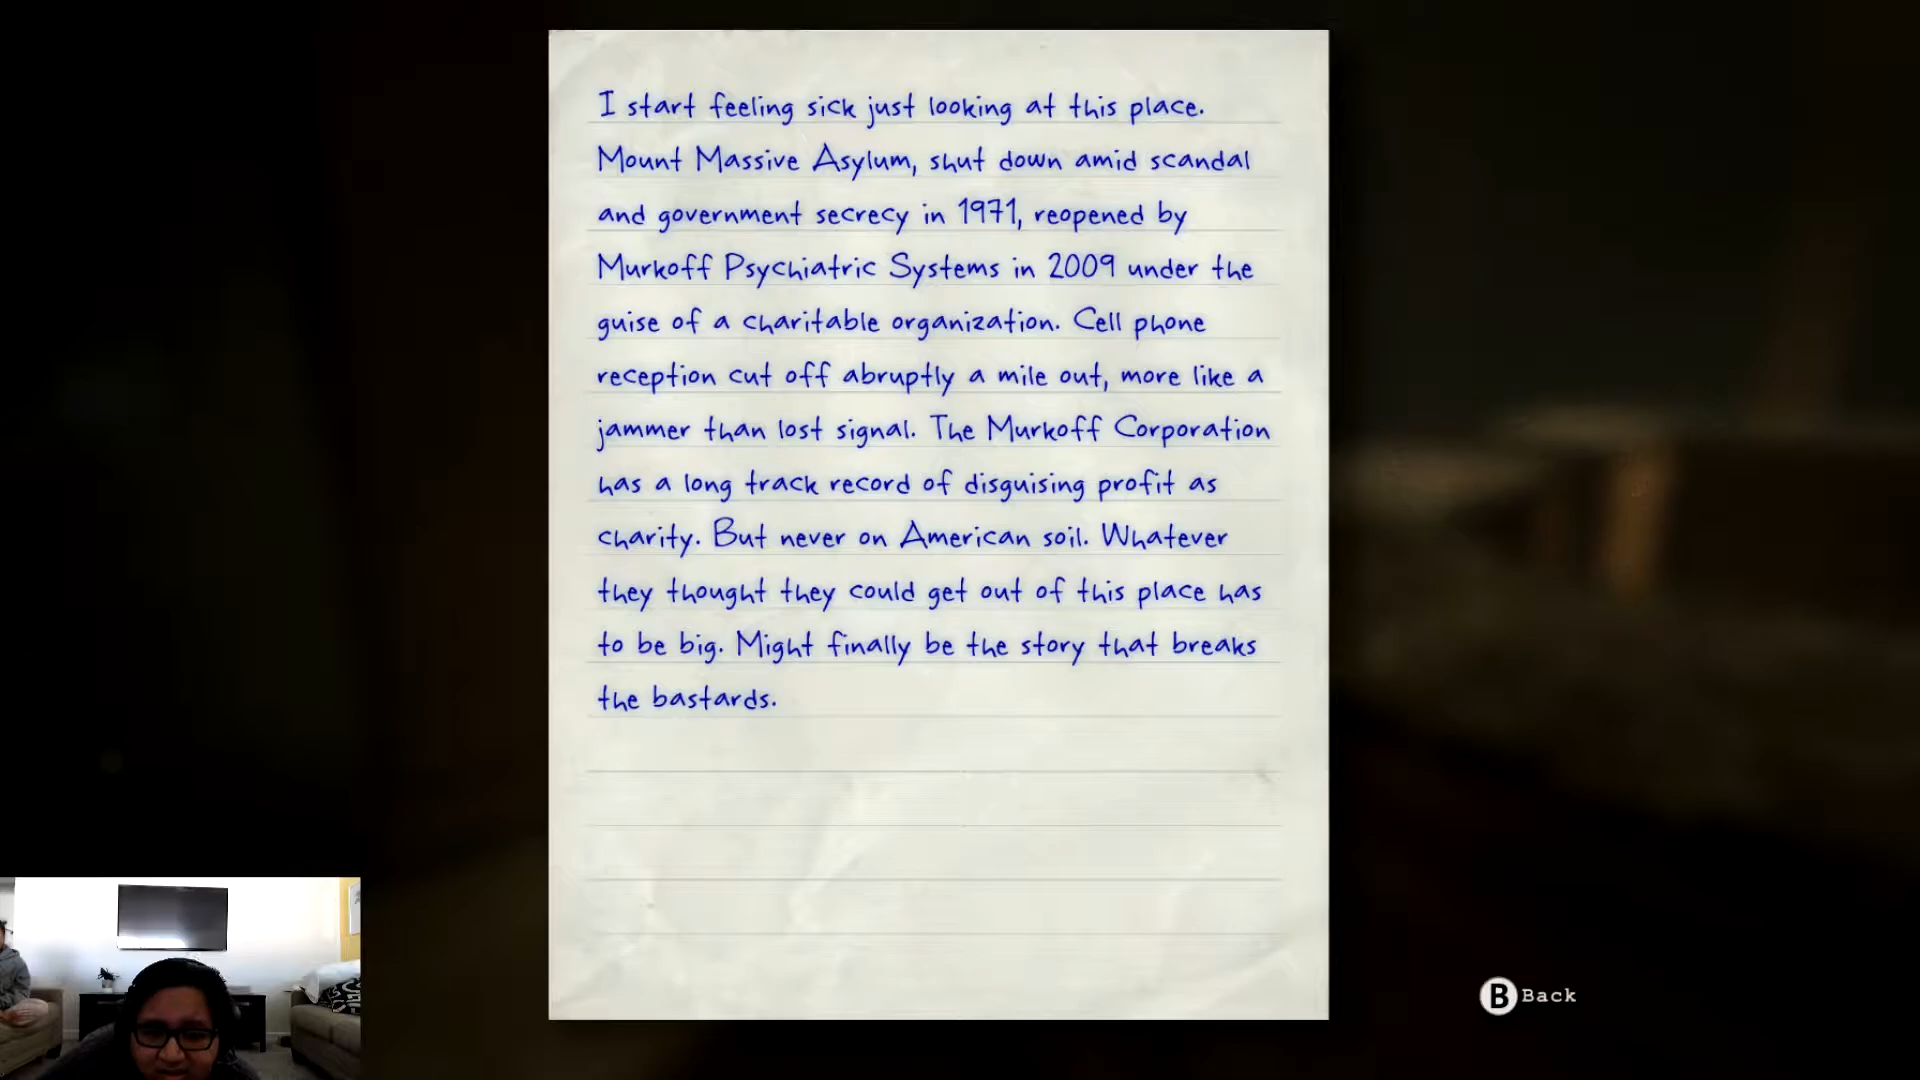 I start feeling sick just looking at this place.
Mount Massive Asylum, shut down amid scandal
and government secrecy in 1971, reopened by
Murkoff Psychiatric Systems in 2009 under the
guise of a charitable organization. Cell phone
reception cut off abruptly a mile out, more like a
jammer than lost signal. The Murkoff Corporation
has a long track record of disguising profit as
charity. But never on American soil. Whatever
they thought they could get out of this place has
to be big. Might finally be the story that breaks
the bastards.
B Back